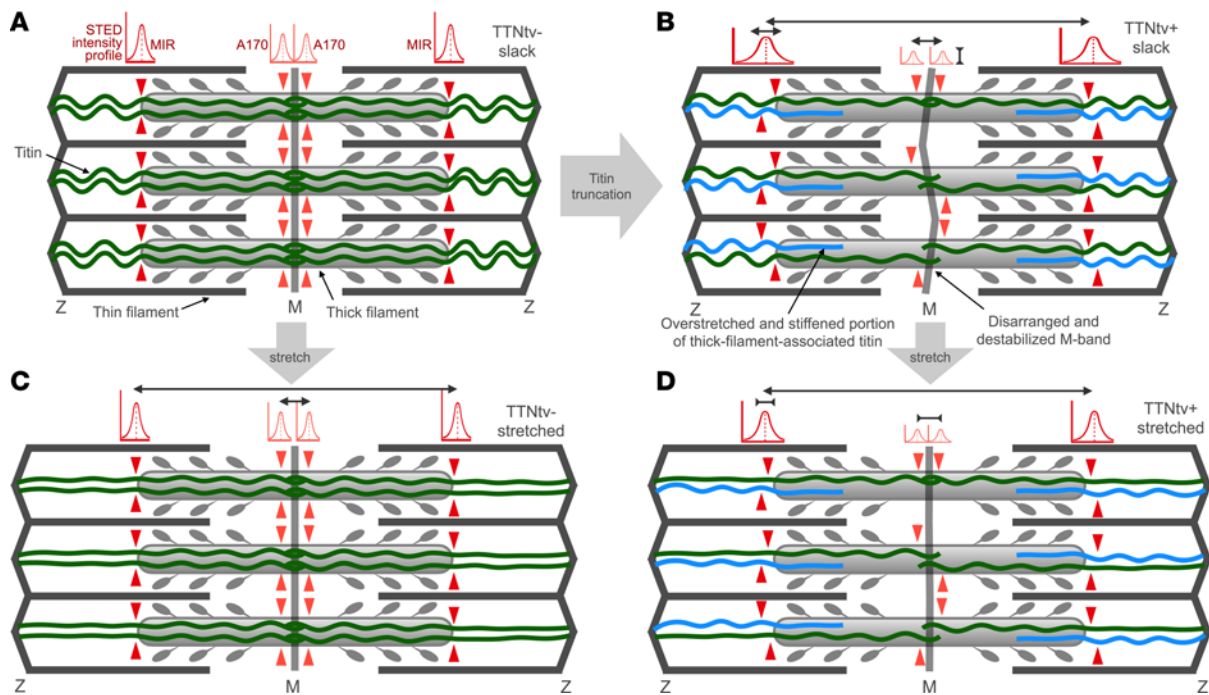 A
STED
intensity
profile
MIR
A170
A170
MIR
TTNtv-
slack
Titin
Thin filament
Thick filament
Z
M
Z
Titin
truncation
B
TTNtv+
slack
Z
M
Z
Overstretched and stiffened portion
of thick-filament-associated titin
Disarranged and
destabilized M-band
stretch
stretch
C
TTNtv-
stretched
Z
M
Z
D
TTNtv+
stretched
Z
M
Z